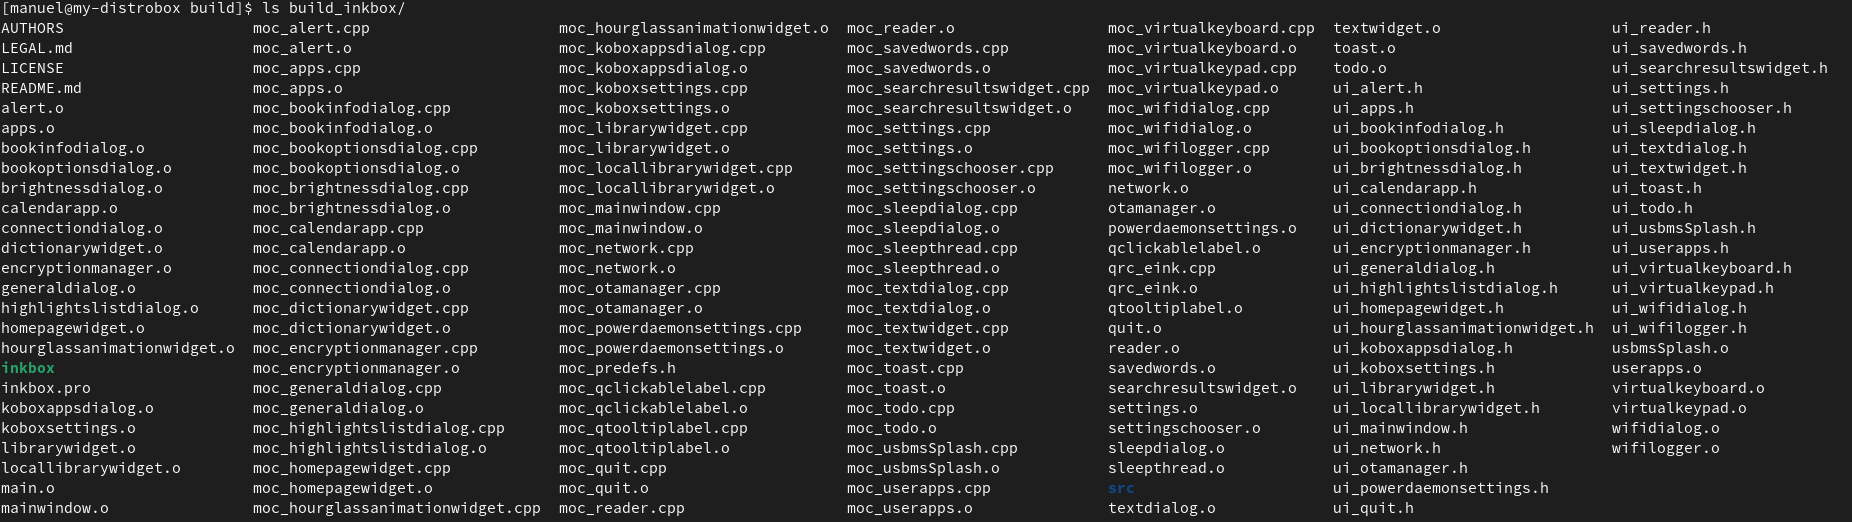 [manuel@my-distrobox build]$ ls build_inkbox/
AUTHORS moc_alert.cpp moc_hourglassanimationwidget.o moc_reader.o moc_virtualkeyboard.cpp textwidget.o ui_reader.h
LEGAL.md moc_alert.o moc_koboxappsdialog.cpp moc_savedwords.cpp moc_virtualkeyboard.o toast.o ui_savedwords.h
LICENSE moc_apps.cpp moc_koboxappsdialog.o moc_savedwords.o moc_virtualkeypad.cpp todo.o ui_searchresultswidget.h
README.md moc_apps.o moc_koboxsettings.cpp moc_searchresultswidget.cpp moc_virtualkeypad.o ui_alert.h ui_settings.h
alert.o moc_bookinfodialog.cpp moc_koboxsettings.o moc_searchresultswidget.o moc_wifidialog.cpp ui_apps.h ui_settingschooser.h
apps.o moc_bookinfodialog.o moc_librarywidget.cpp moc_settings.cpp moc_wifidialog.o ui_bookinfodialog.h ui_sleepdialog.h
bookinfodialog.o moc_bookoptionsdialog.cpp moc_librarywidget.o moc_settings.o moc_wifilogger.cpp ui_bookoptionsdialog.h ui_textdialog.h
bookoptionsdialog.o moc_bookoptionsdialog.o moc_locallibrarywidget.cpp moc_settingschooser.cpp moc_wifilogger.o ui_brightnessdialog.h ui_textwidget.h
brightnessdialog.o moc_brightnessdialog.cpp moc_locallibrarywidget.o moc_settingschooser.o network.o ui_calendarapp.h ui_toast.h
calendarapp.o moc_brightnessdialog.o moc_mainwindow.cpp moc_sleepdialog.cpp otamanager.o ui_connectiondialog.h ui_todo.h
connectiondialog.o moc_calendarapp.cpp moc_mainwindow.o moc_sleepdialog.o powerdaemonsettings.o ui_dictionarywidget.h ui_usbmsSplash.h
dictionarywidget.o moc_calendarapp.o moc_network.cpp moc_sleepthread.cpp qclickablelabel.o ui_encryptionmanager.h ui_userapps.h
encryptionmanager.o moc_connectiondialog.cpp moc_network.o moc_sleepthread.o qrc_eink.cpp ui_generaldialog.h ui_virtualkeyboard.h
generaldialog.o moc_connectiondialog.o moc_otamanager.cpp moc_textdialog.cpp qrc_eink.o ui_highlightslistdialog.h ui_virtualkeypad.h
highlightslistdialog.o moc_dictionarywidget.cpp moc_otamanager.o moc_textdialog.o qtooltiplabel.o ui_homepagewidget.h ui_wifidialog.h
homepagewidget.o moc_dictionarywidget.o moc_powerdaemonsettings.cpp moc_textwidget.cpp quit.o ui_hourglassanimationwidget.h ui_wifilogger.h
hourglassanimationwidget.o moc_encryptionmanager.cpp moc_powerdaemonsettings.o moc_textwidget.o reader.o ui_koboxappsdialog.h usbmsSplash.o
inkbox moc_encryptionmanager.o moc_predefs.h moc_toast.cpp savedwords.o ui_koboxsettings.h userapps.o
inkbox.pro moc_generaldialog.cpp moc_qclickablelabel.cpp moc_toast.o searchresultswidget.o ui_librarywidget.h virtualkeyboard.o
koboxappsdialog.o moc_generaldialog.o moc_qclickablelabel.o moc_todo.cpp settings.o ui_locallibrarywidget.h virtualkeypad.o
koboxsettings.o moc_highlightslistdialog.cpp moc_qtooltiplabel.cpp moc_todo.o settingschooser.o ui_mainwindow.h wifidialog.o
librarywidget.o moc_highlightslistdialog.o moc_qtooltiplabel.o moc_usbmsSplash.cpp sleepdialog.o ui_network.h wifilogger.o
locallibrarywidget.o moc_homepagewidget.cpp moc_quit.cpp moc_usbmsSplash.o sleepthread.o ui_otamanager.h
main.o moc_homepagewidget.o moc_quit.o moc_userapps.cpp src ui_powerdaemonsettings.h
mainwindow.o moc_hourglassanimationwidget.cpp moc_reader.cpp moc_userapps.o textdialog.o ui_quit.h